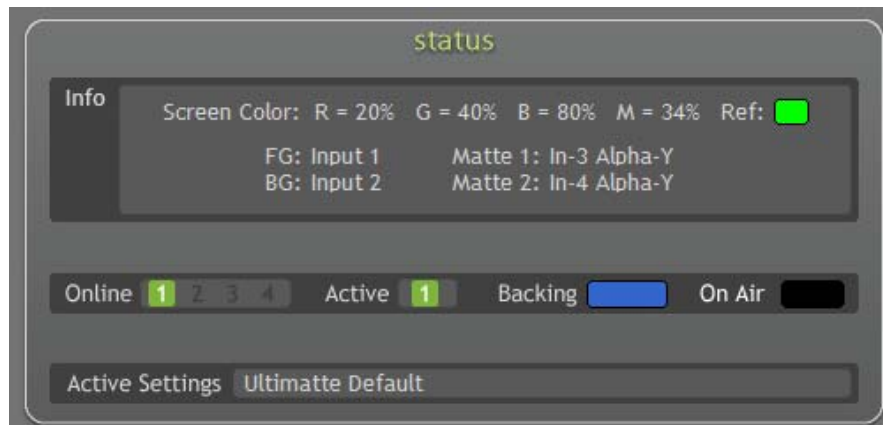 status
Info
Screen Color: R = 20% G = 40% B = 80% M = 34% Ref:
FG: Input 1 Matte 1: In-3 Alpha-Y
BG: Input 2 Matte 2: In-4 Alpha-Y
Online 1 2 3 4 Active 1 Backing On Air
Active Settings Ultimatte Default